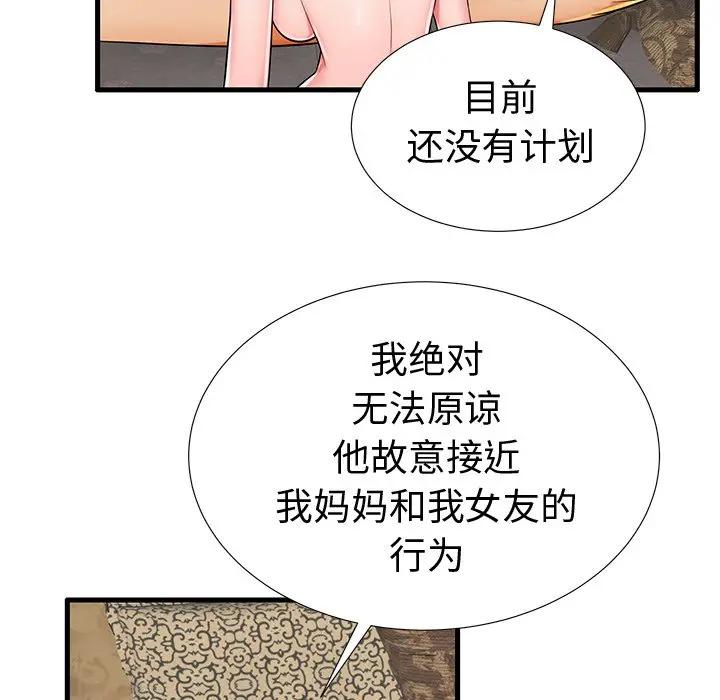 目前
还没有计划
我绝对
无法原谅
他故意接近
我妈妈和我女友的
行为